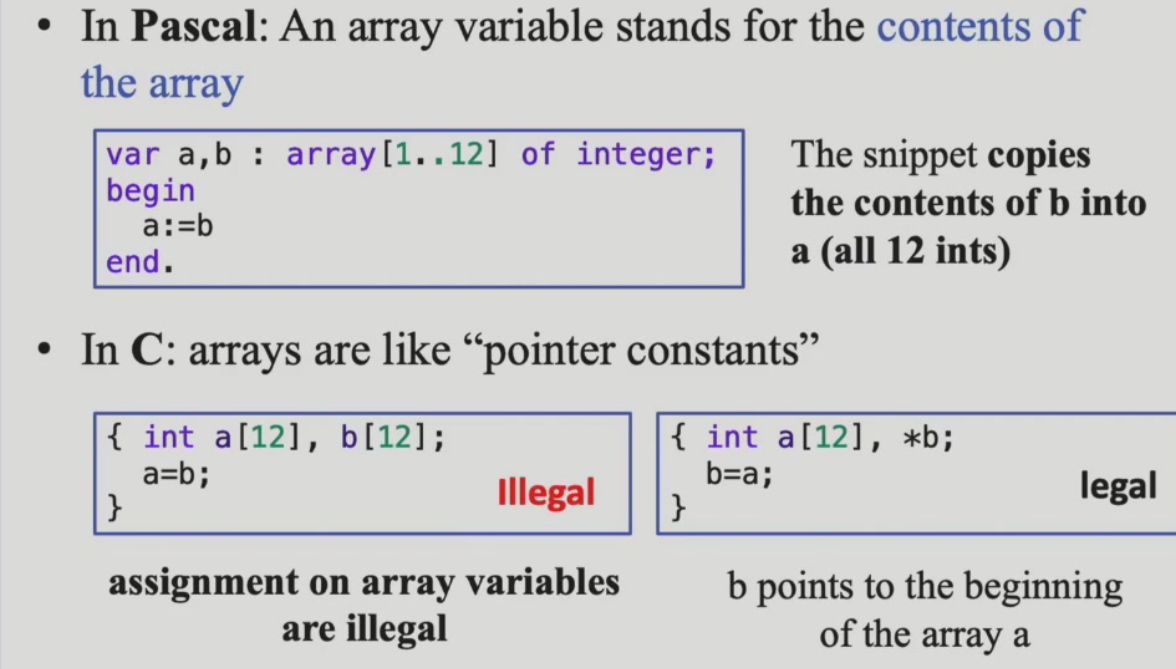 • In Pascal: An array variable stands for the contents of
the array
var a,b : array[1..12] of integer;
begin
a:=b
end.
The snippet copies
the contents of b into
a (all 12 ints)
• In C: arrays are like “pointer constants”
{ int a[12], b[12];
a=b;
}
Illegal
{ int a[12], *b;
b=a;
}
legal
assignment on array variables
are illegal
b points to the beginning
of the array a